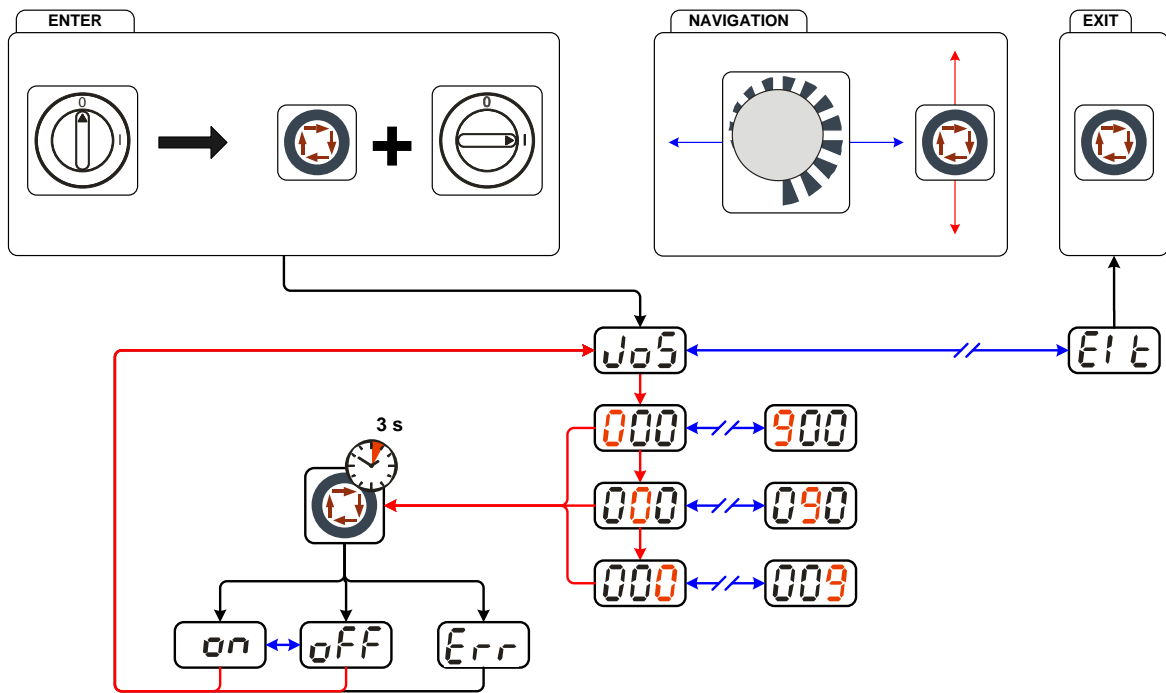 ENTER
NAVIGATION
EXIT
0
I
0
I
JoS
EIt
000
900
3 s
000
090
000
009
on
oFF
Err